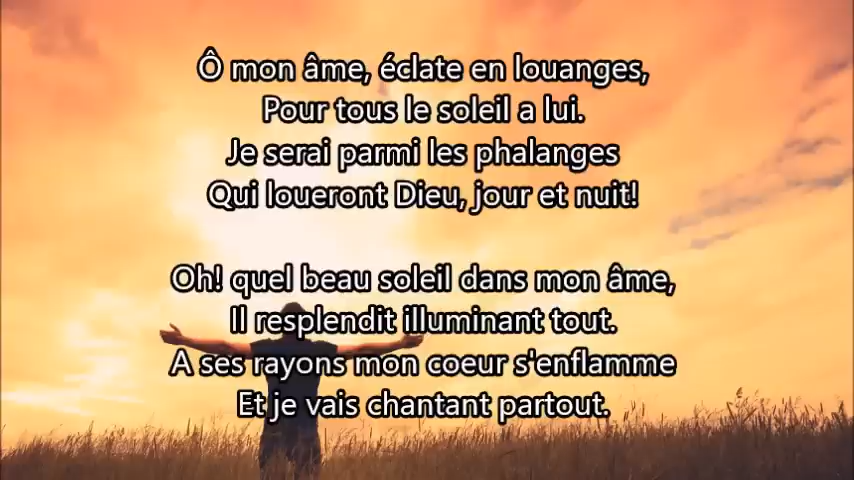 Ô mon âme, éclate en louanges,
Pour tous le soleil a lui.
Je serai parmi les phalanges
Qui loueront Dieu, jour et nuit!
Oh! quel beau soleil dans mon âme,
Il resplendit illuminant tout.
A ses rayons mon coeur s'enflamme
Et je vais chantant partout.